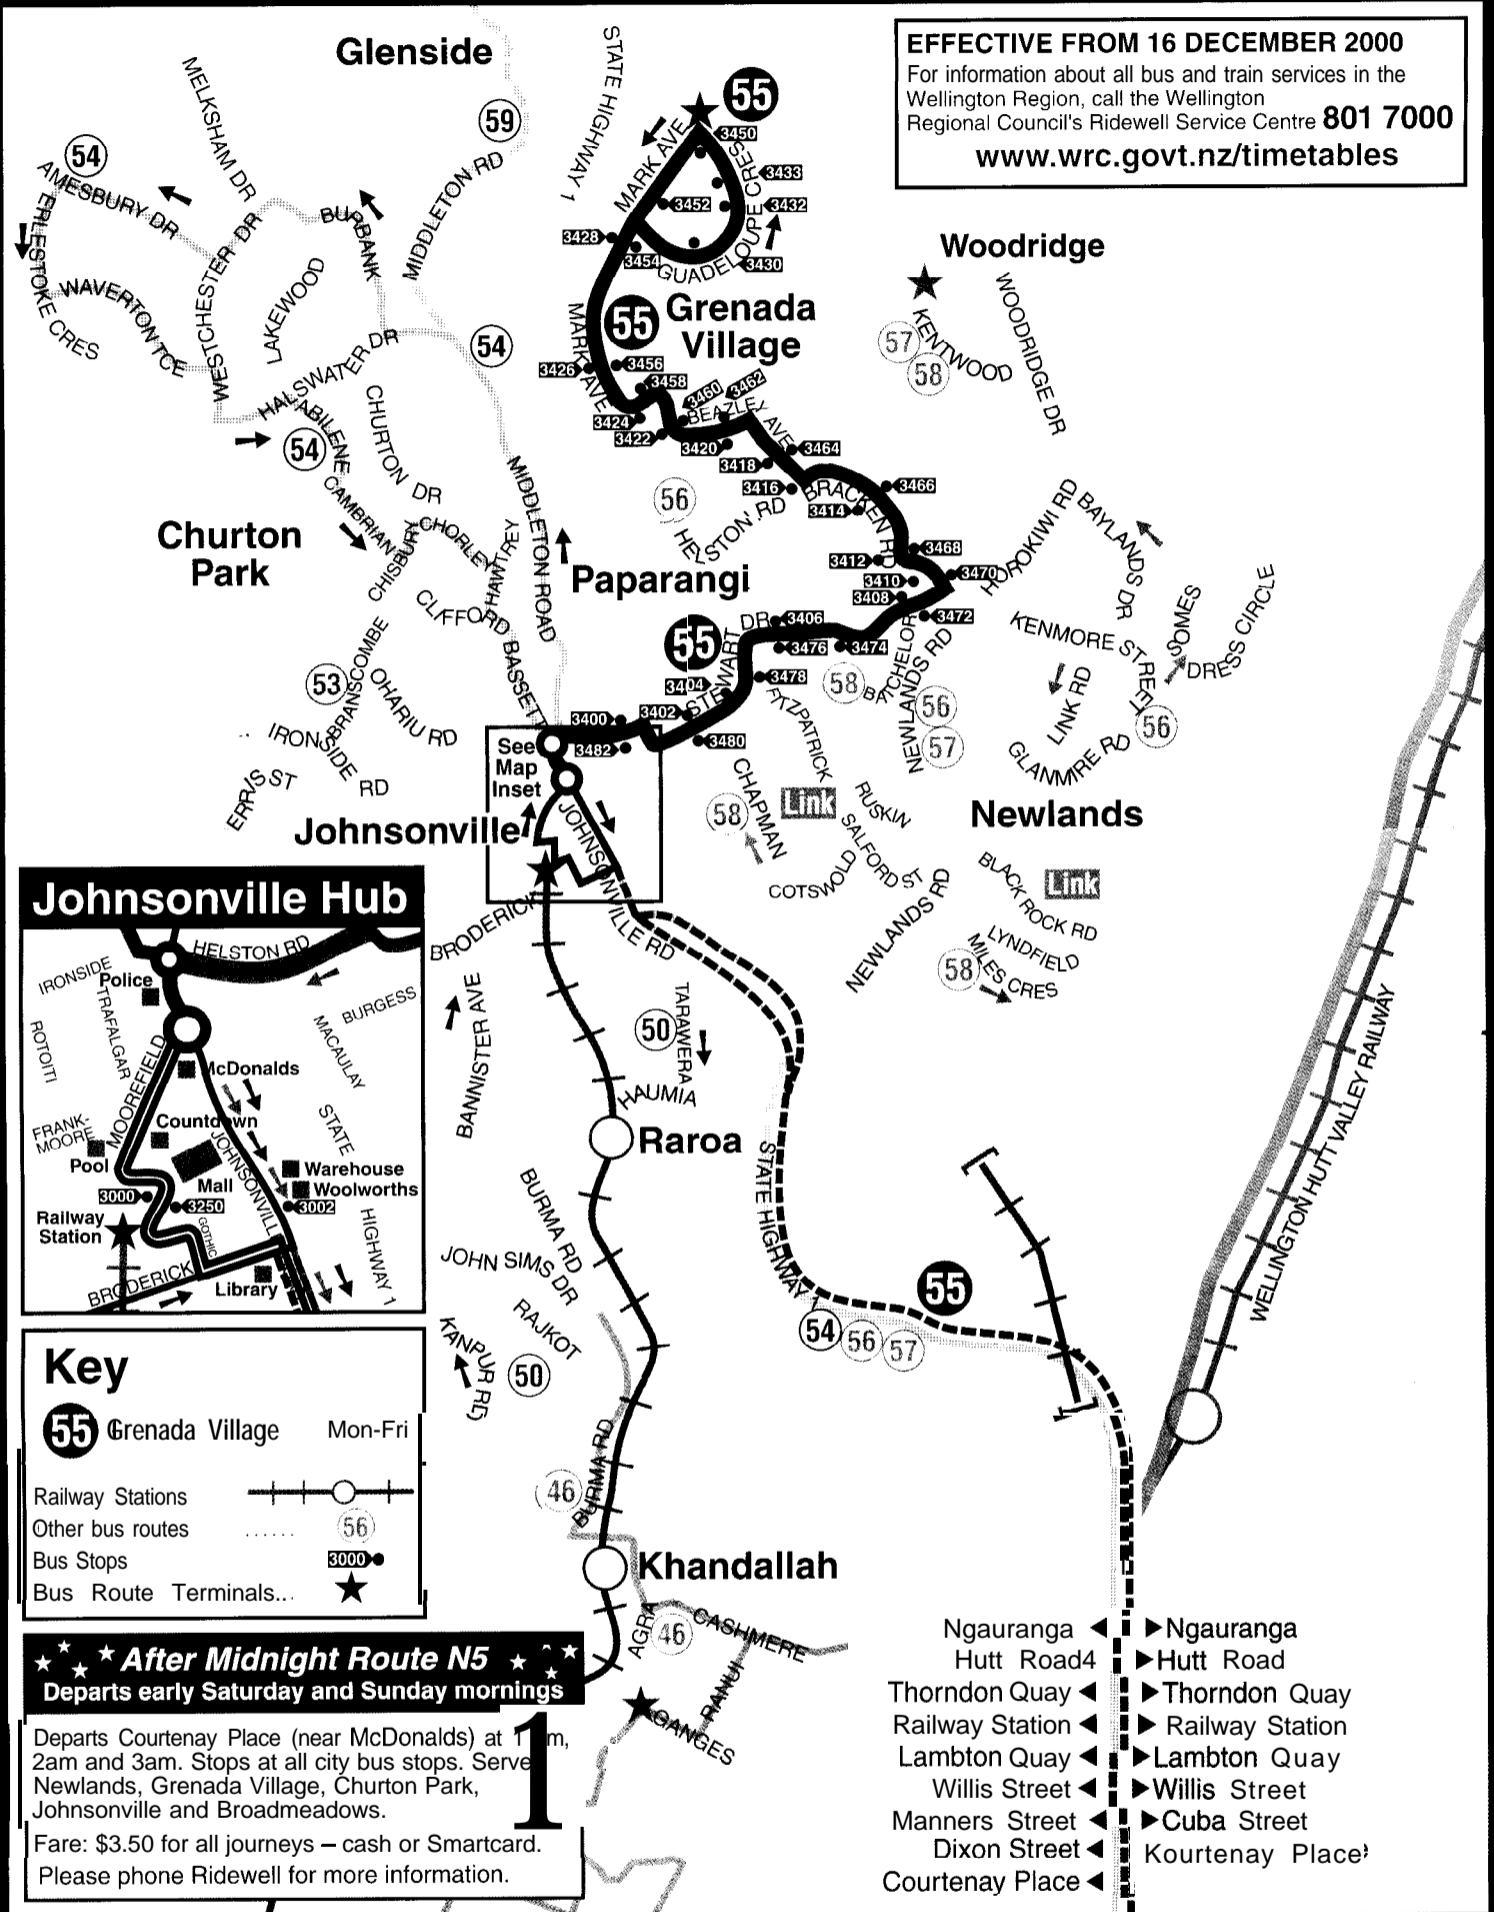 EFFECTIVE FROM 16 DECEMBER 2000
For information about all bus and train services in the
Wellington Region, call the Wellington
Regional Council's Ridewell Service Centre 801 7000
www.wrc.govt.nz/timetables
Glenside
STATE HIGHWAY 1
MELKSHAM DR
55
59
54
AMESBURY DR
MIDDLETON RD
MARK AVE
3450
3433
3452
3432
GUADELOUPE CRES
3428
3454
3430
BURBANK
ERLESTOKE CRES
WESTCHESTER DR
LAKEWOOD
WAVERTON TCE
55
Grenada
Village
Woodridge
WOODRIDGE DR
57
KENTWOOD
58
54
HALSWATER DR
MARK AVE
3426
3456
3458
3460
3462
BEAZLEY AVE
3424
3422
3420
3464
3418
54
ABILENE
CHURTON DR
CAMBRIAN
MIDDLETON ROAD
3416
3466
BRACKEN RD
3414
56
HELSTON RD
Churton
Park
CHISBURY
CHORLEY
HAWTREY
CLIFFORD
Paparangi
3412
3468
3410
3470
3408
3472
HOROKIWI RD
BAYLANDS DR
KENMORE STREET
SOMES
DRESS CIRCLE
55
STEWART DR
3406
3476
3474
3478
3404
3402
3400
3482
3480
BASSETT
53
BRANSCOMBE
OHARIU RD
IRONSIDE RD
ERRIS ST
See
Map
Inset
Johnsonville
JOHNSONVILLE RD
58
BATCHELOR
NEWLANDS RD
56
57
FITZPATRICK
LINK RD
GLANMIRE RD
56
CHAPMAN
58
Link
RUSKIN
SALFORD ST
COTSWOLD
Newlands
NEWLANDS RD
BLACK ROCK RD
Link
LYNDFIELD
MILES CRES
58
BRODERICK
Johnsonville Hub
HELSTON RD
IRONSIDE
Police
TRAFALGAR
ROTOITI
BURGESS
MACAULAY
MOOREFIELD
McDonalds
FRANK-
MOORE
Countdown
STATE
JOHNSONVILLE
Pool
Mall
Warehouse
Woolworths
3000
3250
3002
Railway
Station
GOTHIC
HIGHWAY 1
BRODERICK
Library
BANNISTER AVE
50
TARAWERA
HAUMIA
Raroa
STATE HIGHWAY 1
WELLINGTON HUTT VALLEY RAILWAY
BURMA RD
JOHN SIMS DR
RAJKOT
KANPUR RD
50
55
54
56
57
Key
55 Grenada Village Mon-Fri
Railway Stations
Other bus routes ...... 56
Bus Stops 3000
Bus Route Terminals...
BURMA RD
46
Khandallah
AGRA
46
CASHMERE
RANUI
GANGES
After Midnight Route N5
Departs early Saturday and Sunday mornings
Departs Courtenay Place (near McDonalds) at 1 m,
2am and 3am. Stops at all city bus stops. Serve
Newlands, Grenada Village, Churton Park,
Johnsonville and Broadmeadows.
1
Fare: $3.50 for all journeys – cash or Smartcard.
Please phone Ridewell for more information.
Ngauranga ◄ ►Ngauranga
Hutt Road4 ►Hutt Road
Thorndon Quay ◄ ►Thorndon Quay
Railway Station ◄ ► Railway Station
Lambton Quay ◄ ►Lambton Quay
Willis Street ◄ ►Willis Street
Manners Street ◄ ►Cuba Street
Dixon Street ◄ Kourtenay Place
Courtenay Place ◄